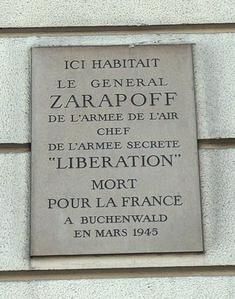 ICI HABITAIT
LE GENERAL
ZARAPOFF
DE L'ARMEE DE L'AIR
CHEF
DE L'ARMEE SECRETE
"LIBERATION"
MORT
POUR LA FRANCE
A BUCHENWALD
EN MARS 1945